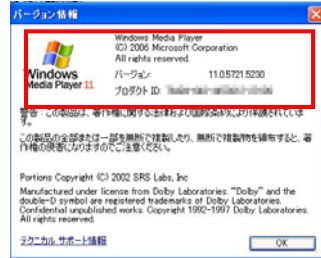 バージョン情報
Windows Media Player
(C) 2006 Microsoft Corporation
All rights reserved.
Windows
Media Player 11
バージョン: 11.0.5721.5230
プロダクト ID:
警告: この製品は、著作権に関する法律および国際条約により保護されています。
この製品の全部または一部を無断で複製したり、無断で複製物を頒布すると、著作権の侵害になりますのでご注意ください。
Portions Copyright (C) 2002 SRS Labs, Inc
Manufactured under license from Dolby Laboratories. "Dolby" and the
double-D symbol are registered trademarks of Dolby Laboratories.
Confidential unpublished works. Copyright 1992-1997 Dolby Laboratories.
All rights reserved.
テクニカル サポート情報
OK